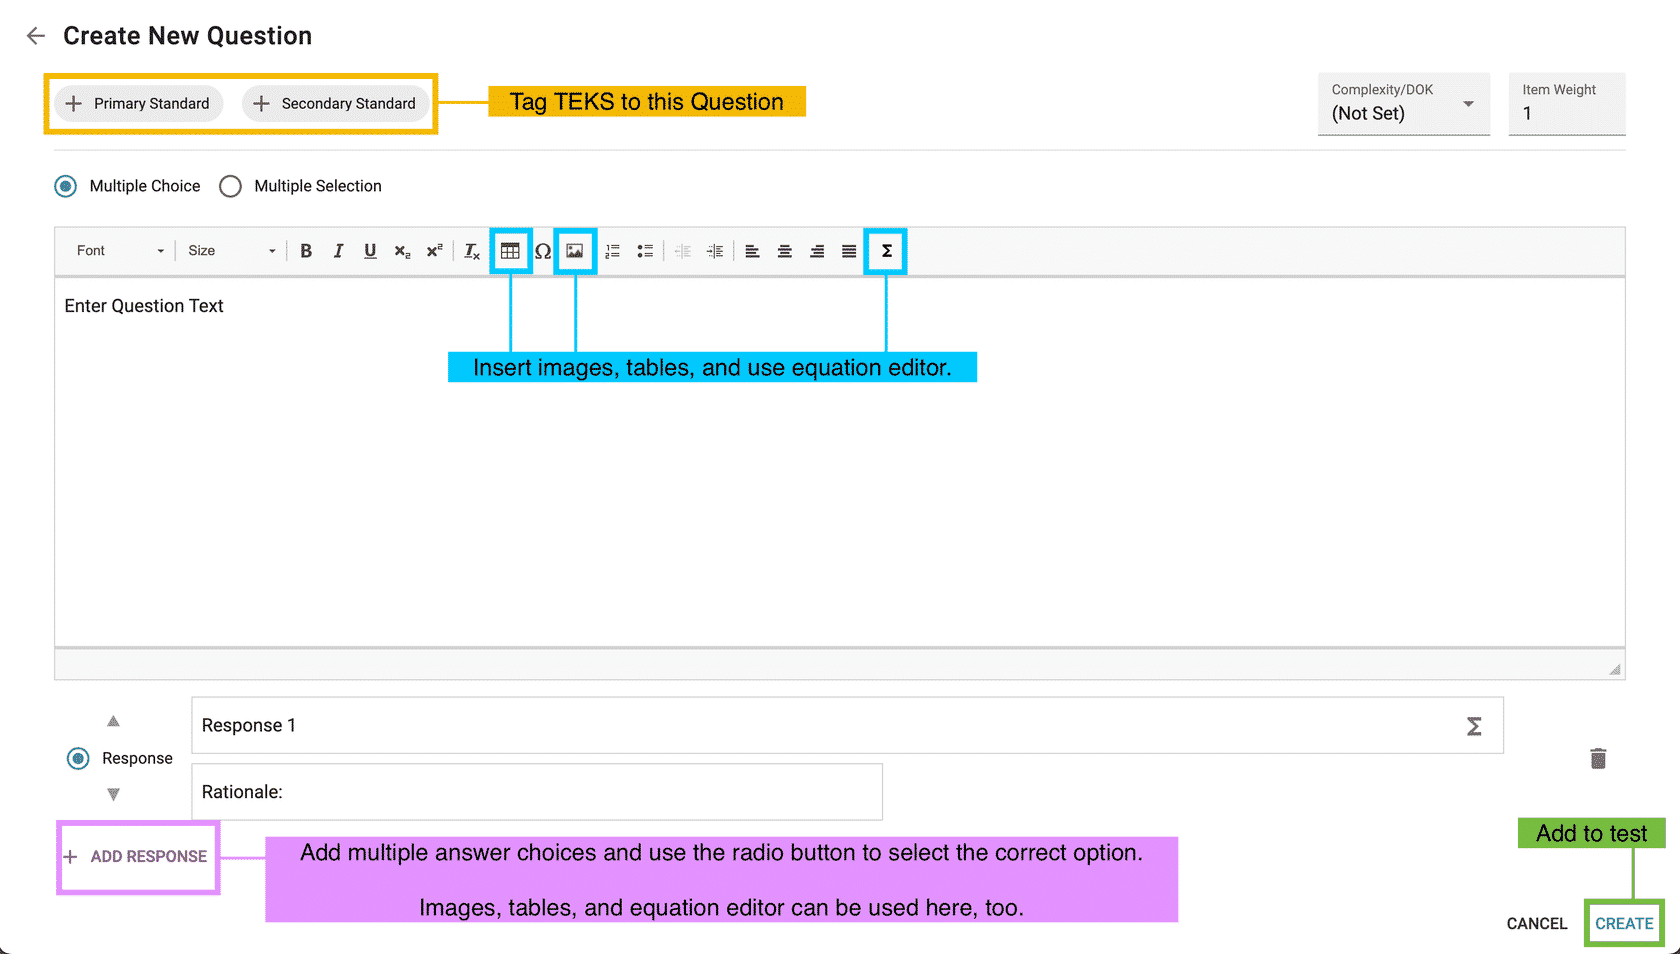 Create New Question
Primary Standard
Secondary Standard
Tag TEKS to this Question
Complexity/DOK
(Not Set)
Item Weight
1
Multiple Choice
Multiple Selection
Font
Size
B I U x₂ x² Tx Ω Σ
Enter Question Text
Insert images, tables, and use equation editor.
Response 1
Σ
Response
Rationale:
+ ADD RESPONSE
Add multiple answer choices and use the radio button to select the correct option.
Images, tables, and equation editor can be used here, too.
Add to test
CANCEL
CREATE